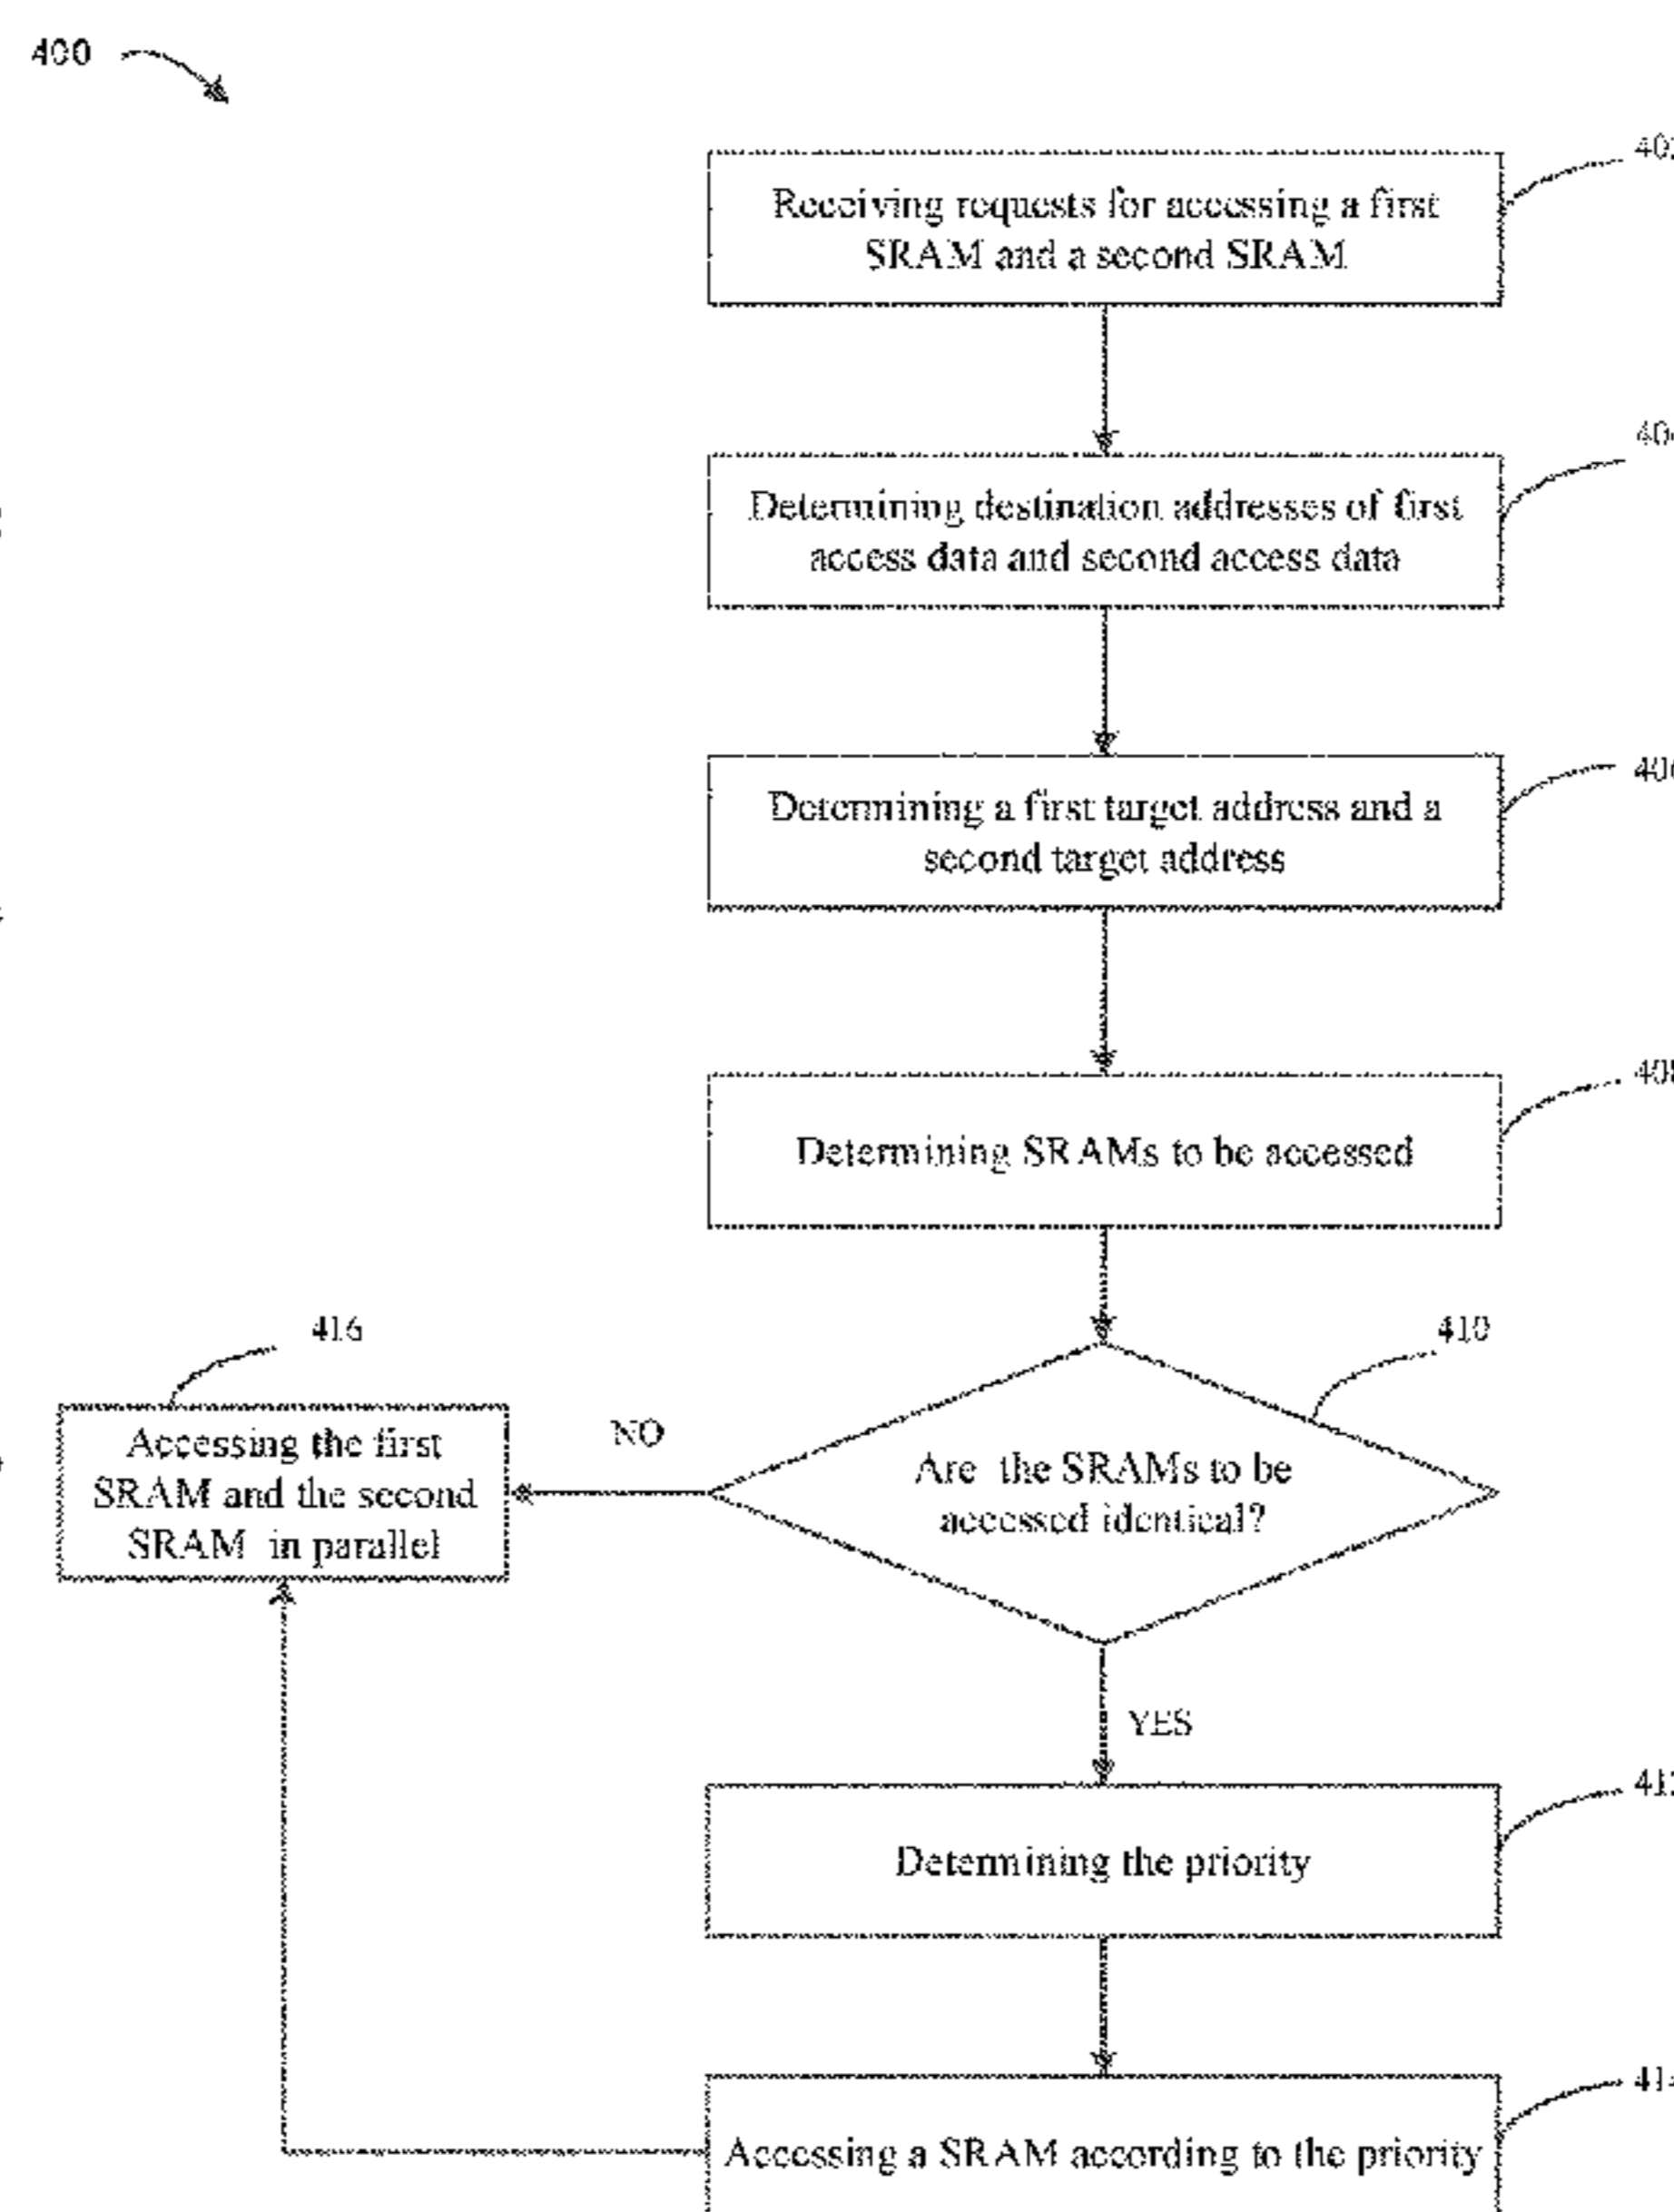 400
Receiving requests for accessing a first
SRAM and a second SRAM
Determining destination addresses of first
access data and second access data
Determining a first target address and a
second target address
Determining SRAMs to be accessed
416
410
Accessing the first
SRAM and the second
SRAM in parallel
NO
Are the SRAMs to be
accessed identical?
YES
Determining the priority
Accessing a SRAM according to the priority